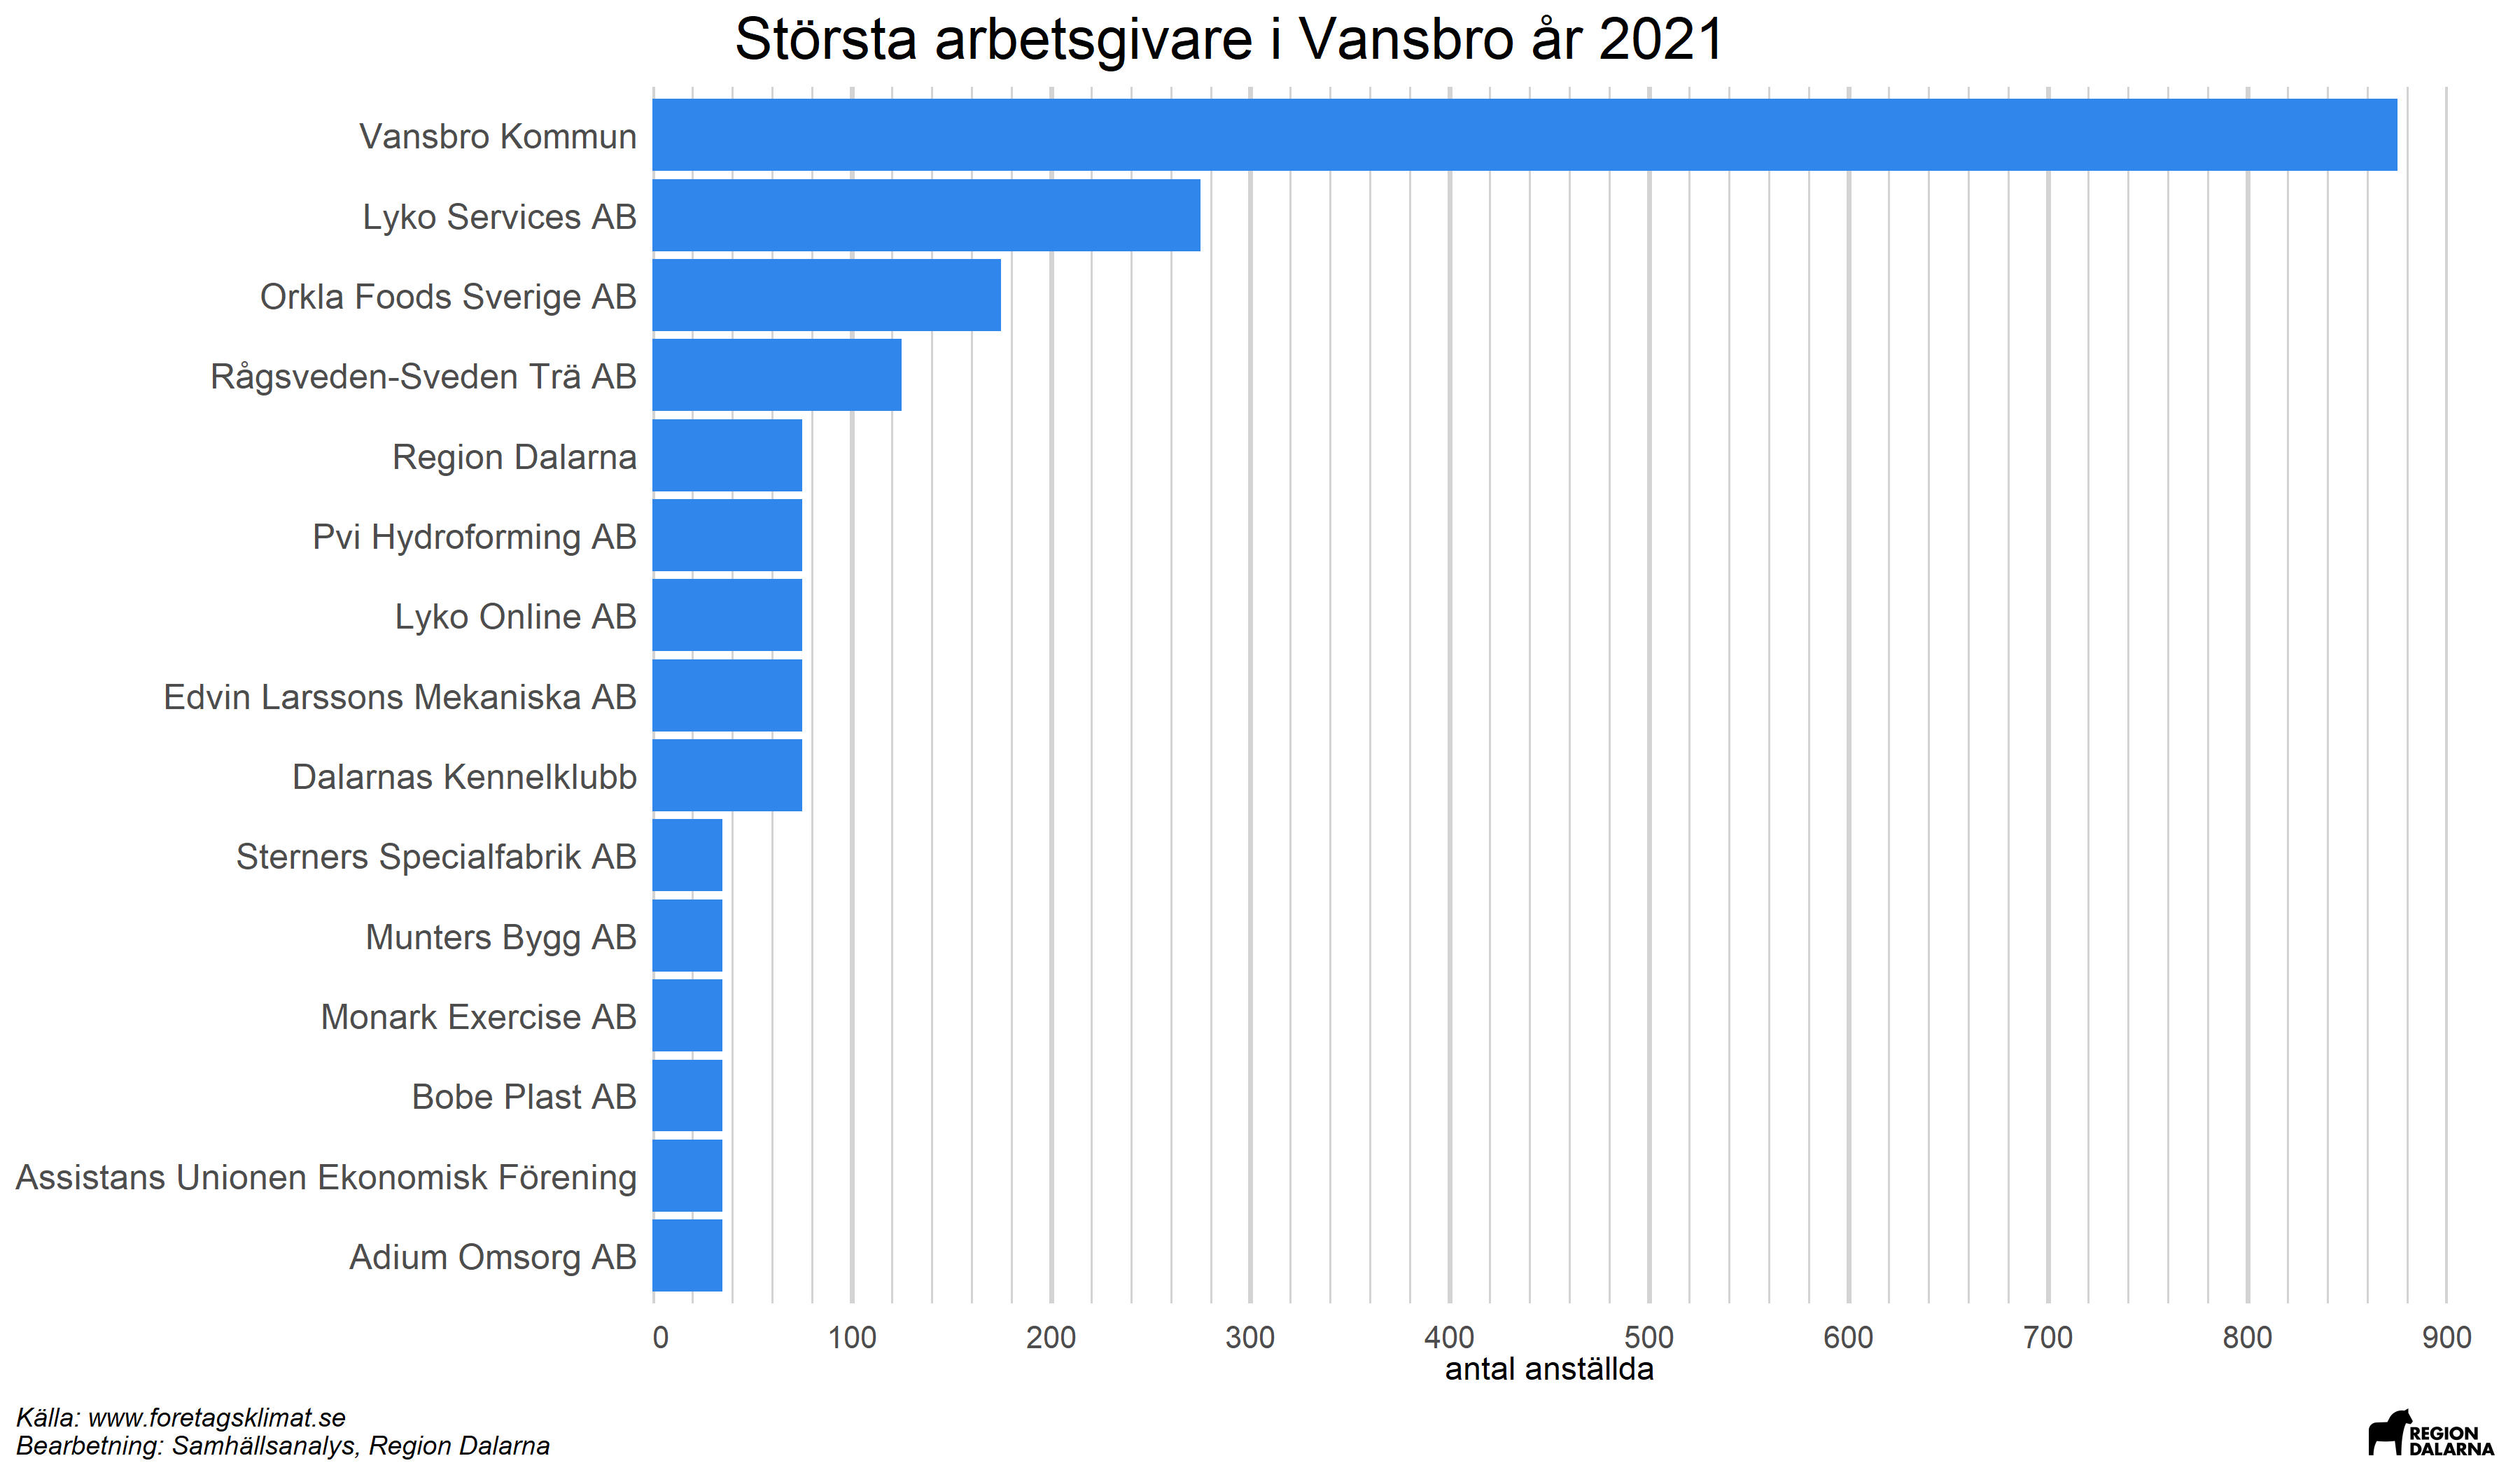 Största arbetsgivare i Vansbro år 2021
Vansbro Kommun
Lyko Services AB
Orkla Foods Sverige AB
Rågsveden-Sveden Trä AB
Region Dalarna
Pvi Hydroforming AB
Lyko Online AB
Edvin Larssons Mekaniska AB
Dalarnas Kennelklubb
Sterners Specialfabrik AB
Munters Bygg AB
Monark Exercise AB
Bobe Plast AB
Assistans Unionen Ekonomisk Förening
Adium Omsorg AB
0 100 200 300 400 500 600 700 800 900
antal anställda
Källa: www.foretagsklimat.se
Bearbetning: Samhällsanalys, Region Dalarna
REGION
DALARNA